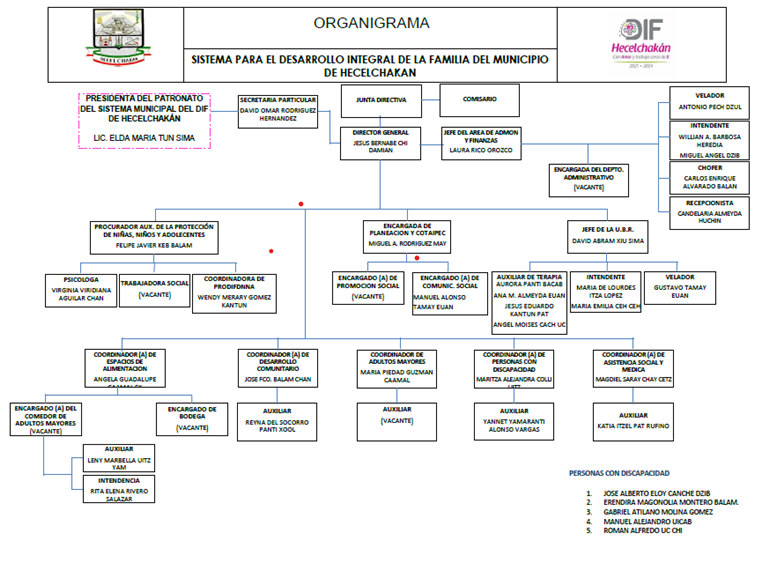 ORGANIGRAMA
HECELCHAKAN
DIF
Hecelchakán
2021 - 2024
SISTEMA PARA EL DESARROLLO INTEGRAL DE LA FAMILIA DEL MUNICIPIO
DE HECELCHAKAN
PRESIDENTA DEL PATRONATO
DEL SISTEMA MUNICIPAL DEL DIF
DE HECELCHAKÁN
LIC. ELDA MARIA TUN SIMA
SECRETARIA PARTICULAR
DAVID OMAR RODRIGUEZ
HERNANDEZ
JUNTA DIRECTIVA
COMISARIO
DIRECTOR GENERAL
JESUS BERNABE CHI
DAMIAN
JEFE DEL AREA DE ADMON
Y FINANZAS
LAURA RICO OROZCO
ENCARGADA DEL DEPTO.
ADMINISTRATIVO
(VACANTE)
VELADOR
ANTONIO PECH DZUL
INTENDENTE
WILLIAN A. BARBOSA
HEREDIA
MIGUEL ANGEL DZIB
CHOFER
CARLOS ENRIQUE
ALVARADO BALAN
RECEPCIONISTA
CANDELARIA ALMEYDA
HUCHIN
PROCURADOR AUX. DE LA PROTECCIÓN
DE NIÑAS, NIÑOS Y ADOLECENTES
FELIPE JAVIER KEB BALAM
ENCARGADA DE
PLANEACION Y COTAIPEC
MIGUEL A. RODRIGUEZ MAY
JEFE DE LA U.B.R.
DAVID ABRAM XIU SIMA
PSICOLOGA
VIRGINIA VIRIDIANA
AGUILAR CHAN
TRABAJADORA SOCIAL
(VACANTE)
COORDINADORA DE
PRODIFDNNA
WENDY MERARY GOMEZ
KANTUN
ENCARGADO (A) DE
PROMOCION SOCIAL
(VACANTE)
ENCARGADO (A) DE
COMUNIC. SOCIAL
MANUEL ALONSO
TAMAY EUAN
AUXILIAR DE TERAPIA
AURORA PANTI BACAB
ANA M. ALMEYDA EUAN
JESUS EDUARDO
KANTUN PAT
ANGEL MOISES CACH UC
INTENDENTE
MARIA DE LOURDES
ITZA LOPEZ
MARIA EMILIA CEH CEH
VELADOR
GUSTAVO TAMAY
EUAN
COORDINADOR (A) DE
ESPACIOS DE
ALIMENTACION
ANGELA GUADALUPE
COORDINADOR (A) DE
DESARROLLO
COMUNITARIO
JOSE FCO. BALAM CHAN
COORDINADOR DE
ADULTOS MAYORES
MARIA PIEDAD GUZMAN
CAAMAL
COORDINADOR (A) DE
PERSONAS CON
DISCAPACIDAD
MARITZA ALEJANDRA COLLI
COORDINADOR (A) DE
ASISTENCIA SOCIAL Y
MEDICA
MAGDIEL SARAY CHAY CETZ
ENCARGADO (A) DEL
COMEDOR DE
ADULTOS MAYORES
(VACANTE)
ENCARGADO DE
BODEGA
(VACANTE)
AUXILIAR
REYNA DEL SOCORRO
PANTI XOOL
AUXILIAR
(VACANTE)
AUXILIAR
YANNET YAMARANTI
ALONSO VARGAS
AUXILIAR
KATIA ITZEL PAT RUFINO
AUXILIAR
LENY MARBELLA UITZ
YAM
INTENDENCIA
RITA ELENA RIVERO
SALAZAR
PERSONAS CON DISCAPACIDAD
1. JOSE ALBERTO ELOY CANCHE DZIB
2. ERENDIRA MAGONOLIA MONTERO BALAM.
3. GABRIEL ATILANO MOLINA GOMEZ
4. MANUEL ALEJANDRO UICAB
5. ROMAN ALFREDO UC CHI